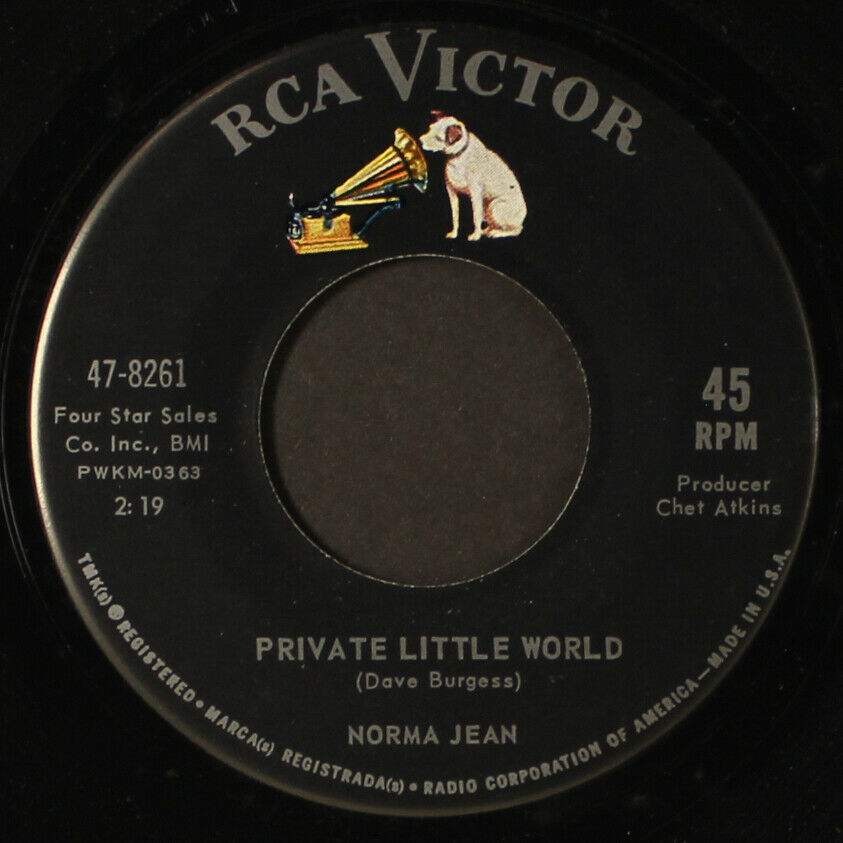 RCA VICTOR
47-8261
Four Star Sales
Co. Inc., BMI
PWKM-0363
2:19
45
RPM
Producer
Chet Atkins
PRIVATE LITTLE WORLD
(Dave Burgess)
NORMA JEAN
TMK(s) ® REGISTERED • MARCA(s) REGISTRADA(s) • RADIO CORPORATION OF AMERICA—MADE IN U.S.A.